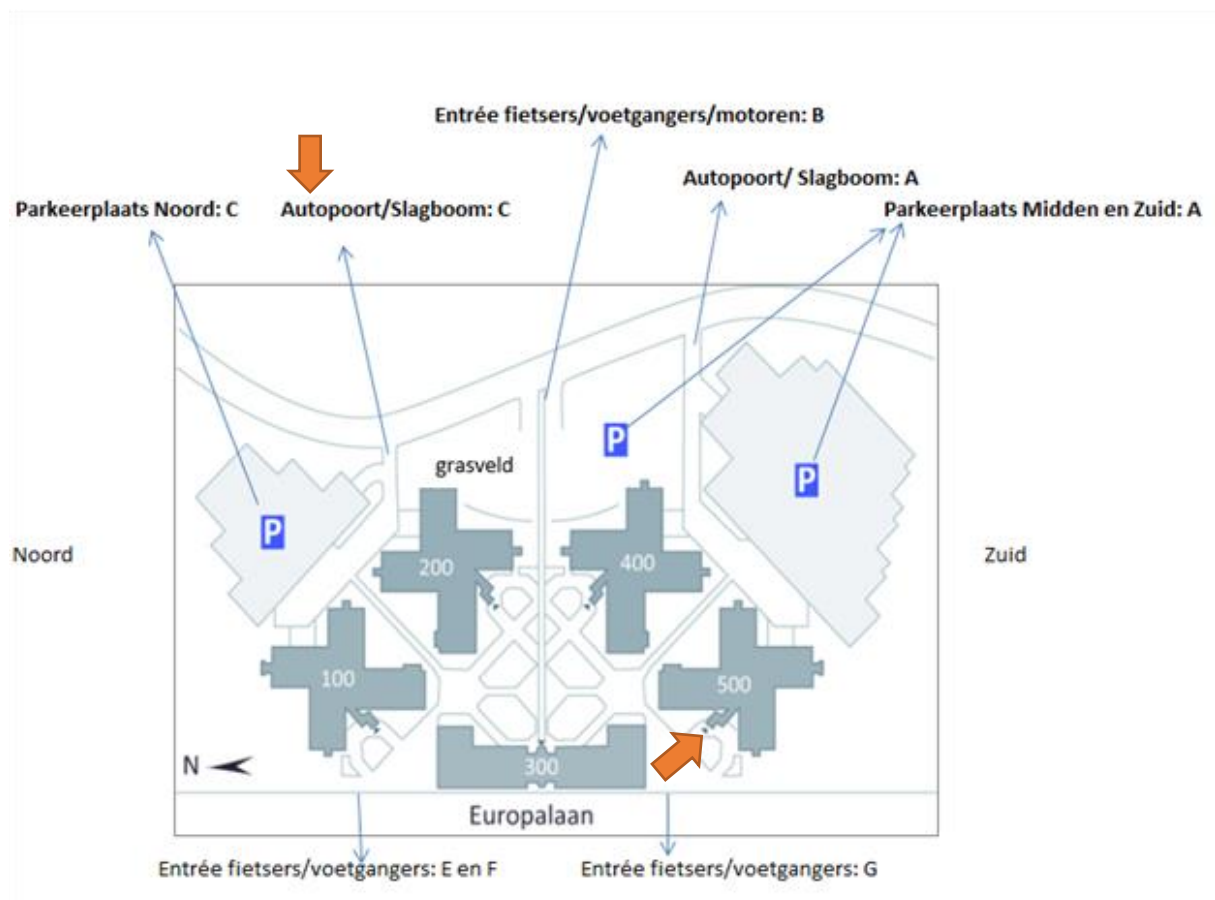 Entrée fietsers/voetgangers/motoren: B
Autopoort/ Slagboom: A
Parkeerplaats Noord: C
Autopoort/Slagboom: C
Parkeerplaats Midden en Zuid: A
P
grasveld
P
P
Noord
200
400
Zuid
100
500
N
300
Europalaan
Entrée fietsers/voetgangers: E en F
Entrée fietsers/voetgangers: G